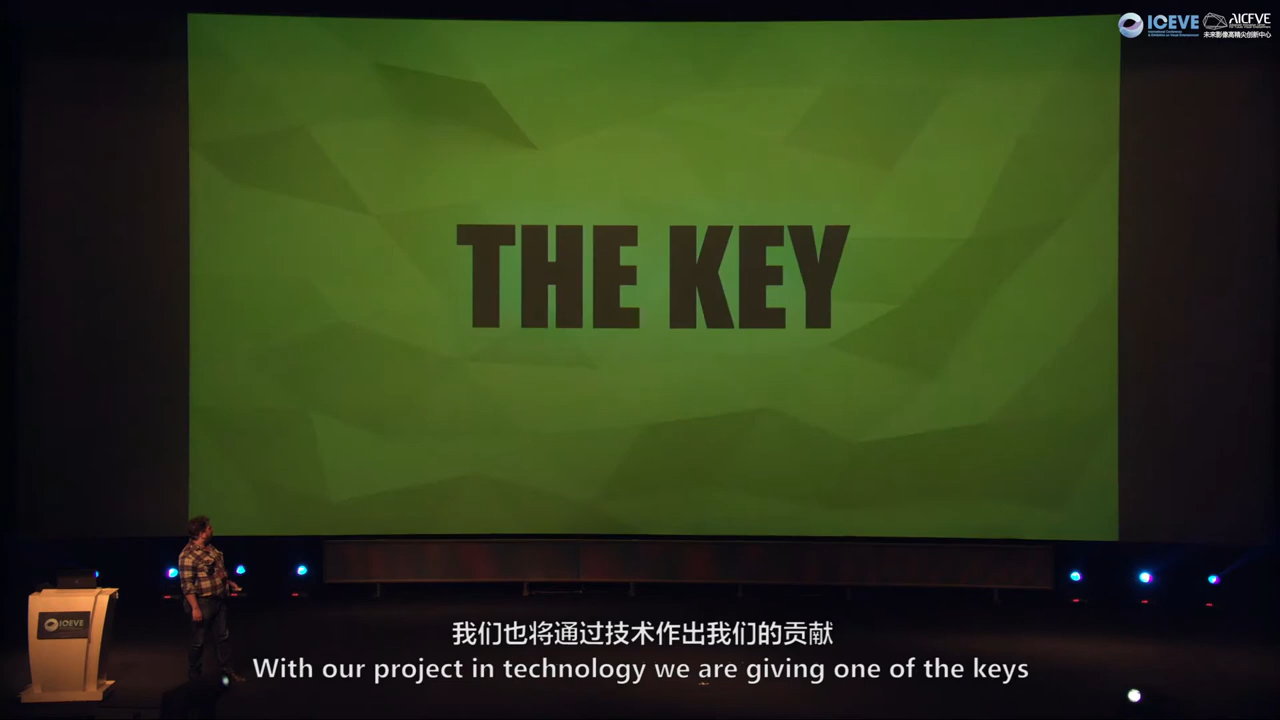 ICEVE
AICFVE
未来影像高精尖创新中心
THE KEY
ICEVE
我们也将通过技术作出我们的贡献
With our project in technology we are giving one of the keys